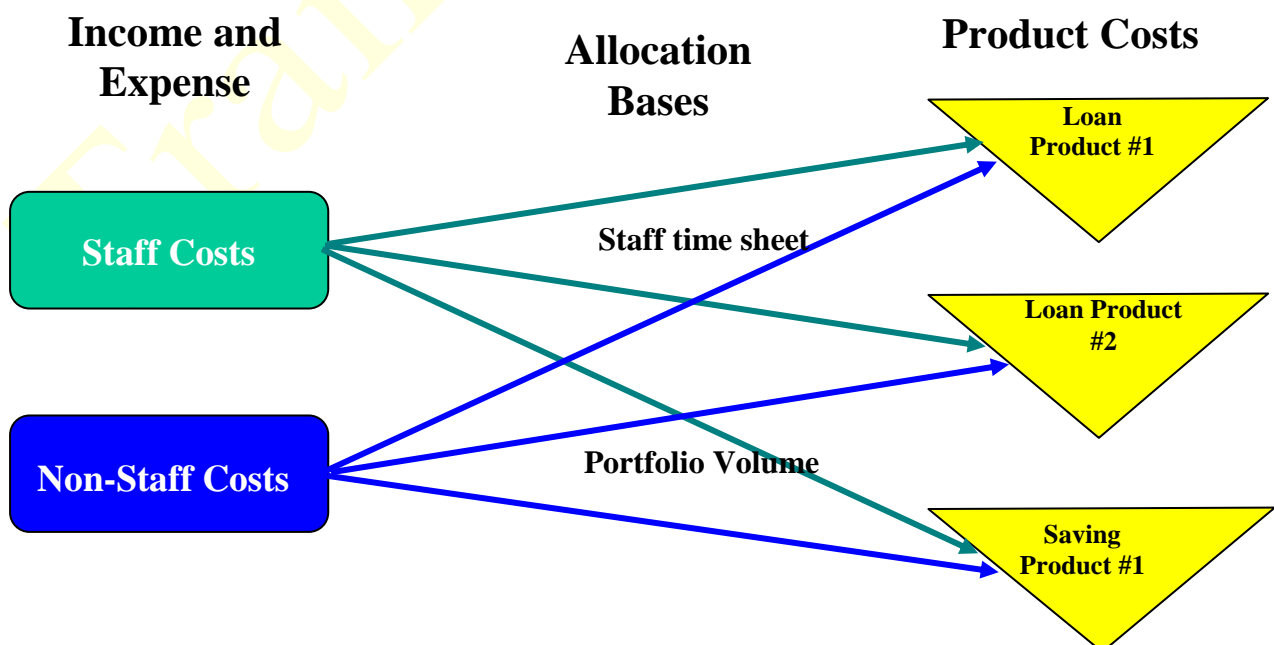 Income and
Expense
Allocation
Bases
Product Costs
Loan
Product #1
Staff Costs
Staff time sheet
Loan Product
#2
Non-Staff Costs
Portfolio Volume
Saving
Product #1